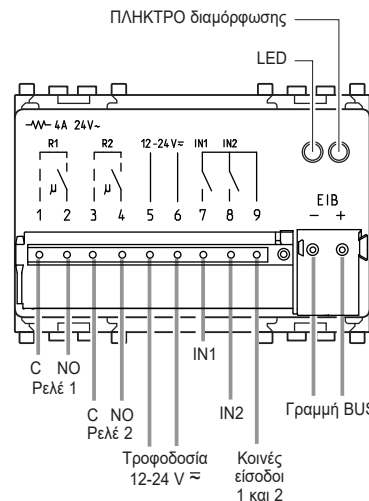 ΠΛΗΚΤΡΟ διαμόρφωσης
LED
4A 24V~
R1 R2 12-24V⎓ IN1 IN2
μ μ
1 2 3 4 5 6 7 8 9
EIB
− +
C NO
Ρελέ 1
C NO
Ρελέ 2
Τροφοδοσία
12-24 V ⎓
IN1
IN2
Κοινές
είσοδοι
1 και 2
Γραμμή BUS